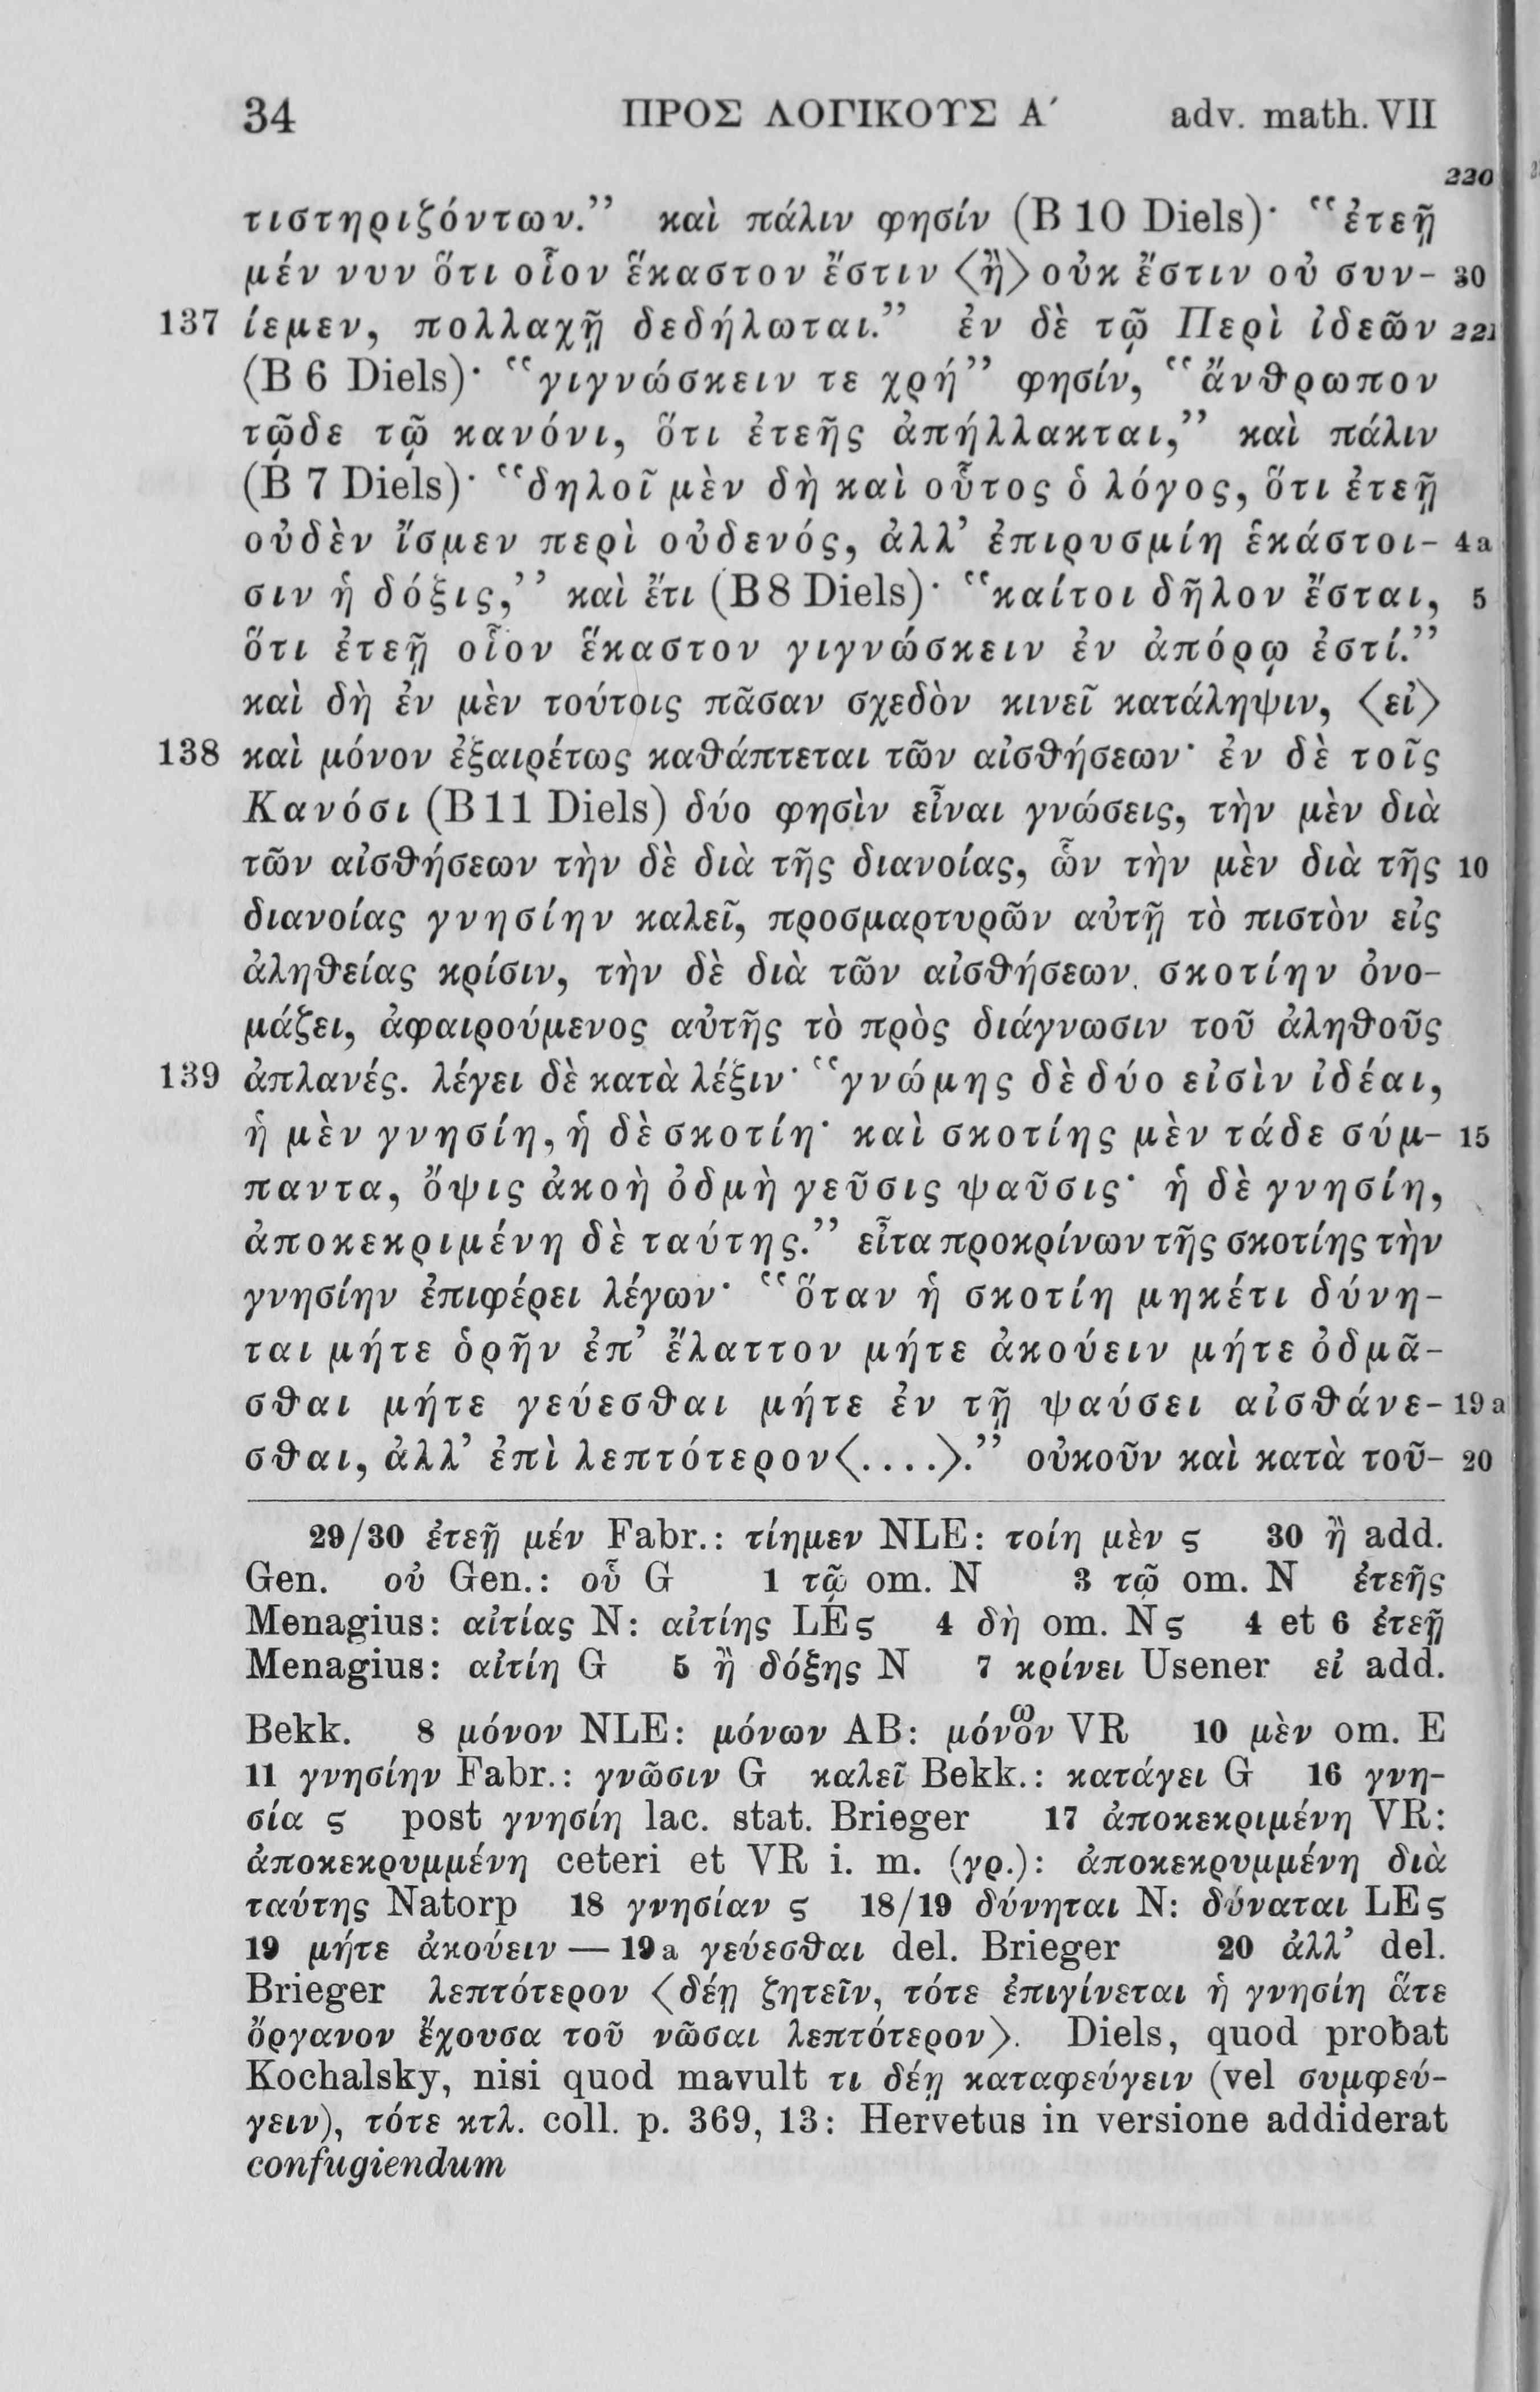 34 ΠΡΟΣ ΛΟΓΙΚΟΥΣ Α´ adv. math. VII
220
τιστηριζόντων.” καὶ πάλιν φησίν (B 10 Diels)· “ἐτεῇ
μέν νυν ὅτι οἷον ἕκαστον ἔστιν ⟨ἢ⟩ οὐκ ἔστιν οὐ συν- 30
137 ίεμεν, πολλαχῇ δεδήλωται.” ἐν δὲ τῷ Περὶ ἰδεῶν 221
(B 6 Diels)· “γιγνώσκειν τε χρή” φησίν, “ἄνθρωπον
τῷδε τῷ κανόνι, ὅτι ἐτεῆς ἀπήλλακται,” καὶ πάλιν
(B 7 Diels)· “δηλοῖ μὲν δὴ καὶ οὗτος ὁ λόγος, ὅτι ἐτεῇ
οὐδὲν ἴσμεν περὶ οὐδενός, ἀλλ’ ἐπιρυσμίη ἑκάστοι- 4a
σιν ἡ δόξις,” καὶ ἔτι (B 8 Diels)· “καίτοι δῆλον ἔσται, 5
ὅτι ἐτεῇ οἷον ἕκαστον γιγνώσκειν ἐν ἀπόρῳ ἐστί.”
καὶ δὴ ἐν μὲν τούτοις πᾶσαν σχεδὸν κινεῖ κατάληψιν, ⟨εἰ⟩
138 καὶ μόνον ἐξαιρέτως καθάπτεται τῶν αἰσθήσεων· ἐν δὲ τοῖς
Κανόσι (B 11 Diels) δύο φησὶν εἶναι γνώσεις, τὴν μὲν διὰ
τῶν αἰσθήσεων τὴν δὲ διὰ τῆς διανοίας, ὧν τὴν μὲν διὰ τῆς 10
διανοίας γνησίην καλεῖ, προσμαρτυρῶν αὐτῇ τὸ πιστὸν εἰς
ἀληθείας κρίσιν, τὴν δὲ διὰ τῶν αἰσθήσεων σκοτίην ὀνο-
μάζει, ἀφαιρούμενος αὐτῆς τὸ πρὸς διάγνωσιν τοῦ ἀληθοῦς
139 ἀπλανές. λέγει δὲ κατὰ λέξιν· “γνώμης δὲ δύο εἰσὶν ἰδέαι,
ἡ μὲν γνησίη, ἡ δὲ σκοτίη· καὶ σκοτίης μὲν τάδε σύμ- 15
παντα, ὄψις ἀκοὴ ὀδμὴ γεῦσις ψαῦσις· ἡ δὲ γνησίη,
ἀποκεκριμένη δὲ ταύτης.” εἶτα προκρίνων τῆς σκοτίης τὴν
γνησίην ἐπιφέρει λέγων· “ὅταν ἡ σκοτίη μηκέτι δύνη-
ται μήτε ὁρῆν ἐπ’ ἔλαττον μήτε ἀκούειν μήτε ὀδμᾶ-
σθαι μήτε γεύεσθαι μήτε ἐν τῇ ψαύσει αἰσθάνε- 19a
σθαι, ἀλλ’ ἐπὶ λεπτότερον⟨....⟩.” οὐκοῦν καὶ κατὰ τοῦ- 20
29/30 ἐτεῇ μέν Fabr.: τίημεν NLE: τοίη μὲν ς 30 ἢ add.
Gen. οὐ Gen.: οὗ G 1 τῷ om. N 3 τῷ om. N ἐτεῆς
Menagius: αἰτίας N: αἰτίης LEς 4 δὴ om. Nς 4 et 6 ἐτεῇ
Menagius: αἰτίη G 5 ἢ δόξης N 7 κρίνει Usener εἰ add.
Bekk. 8 μόνον NLE: μόνων AB: μόνοͫν VR 10 μὲν om. E
11 γνησίην Fabr.: γνῶσιν G καλεῖ Bekk.: κατάγει G 16 γνη-
σία ς post γνησίη lac. stat. Brieger 17 ἀποκεκριμένη VR:
ἀποκεκρυμμένη ceteri et VR i. m. (γρ.): ἀποκεκρυμμένη διὰ
ταύτης Natorp 18 γνησίαν ς 18/19 δύνηται N: δύναται LEς
19 μήτε ἀκούειν — 19a γεύεσθαι del. Brieger 20 ἀλλ’ del.
Brieger λεπτότερον ⟨δέῃ ζητεῖν, τότε ἐπιγίνεται ἡ γνησίη ἅτε
ὄργανον ἔχουσα τοῦ νῶσαι λεπτότερον⟩. Diels, quod probat
Kochalsky, nisi quod mavult τι δέῃ καταφεύγειν (vel συμφεύ-
γειν), τότε κτλ. coll. p. 369, 13: Hervetus in versione addiderat
confugiendum